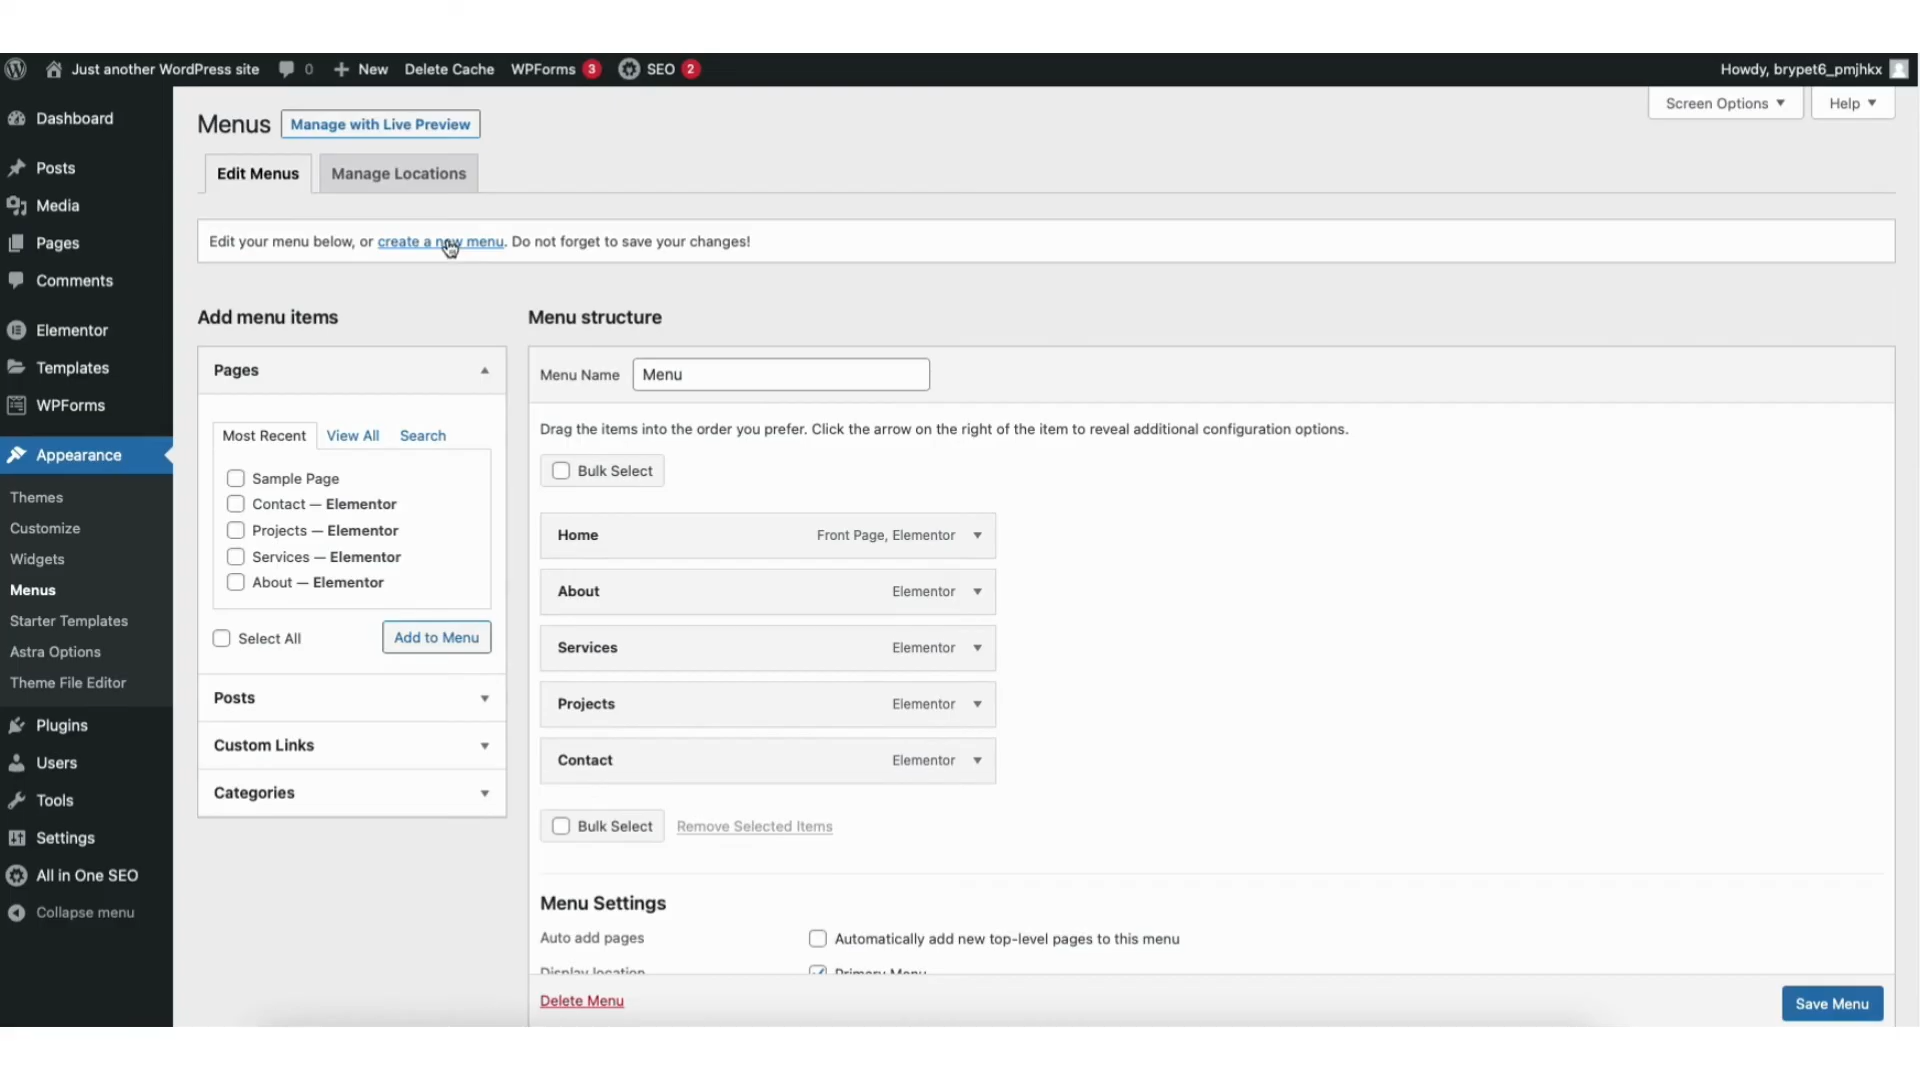 Just another WordPress site 0 New Delete Cache WPForms 3 SEO 2 Howdy, brypet6_pmjhkx
Screen Options Help
Dashboard
Posts
Media
Pages
Comments
Elementor
Templates
WPForms
Appearance
Themes
Customize
Widgets
Menus
Starter Templates
Astra Options
Theme File Editor
Plugins
Users
Tools
Settings
All in One SEO
Collapse menu
Menus Manage with Live Preview
Edit Menus Manage Locations
Edit your menu below, or create a new menu. Do not forget to save your changes!
Add menu items
Pages
Most Recent View All Search
Sample Page
Contact — Elementor
Projects — Elementor
Services — Elementor
About — Elementor
Select All Add to Menu
Posts
Custom Links
Categories
Menu structure
Menu Name Menu
Drag the items into the order you prefer. Click the arrow on the right of the item to reveal additional configuration options.
Bulk Select
Home Front Page, Elementor
About Elementor
Services Elementor
Projects Elementor
Contact Elementor
Bulk Select Remove Selected Items
Menu Settings
Auto add pages Automatically add new top-level pages to this menu
Display location Primary Menu
Delete Menu Save Menu